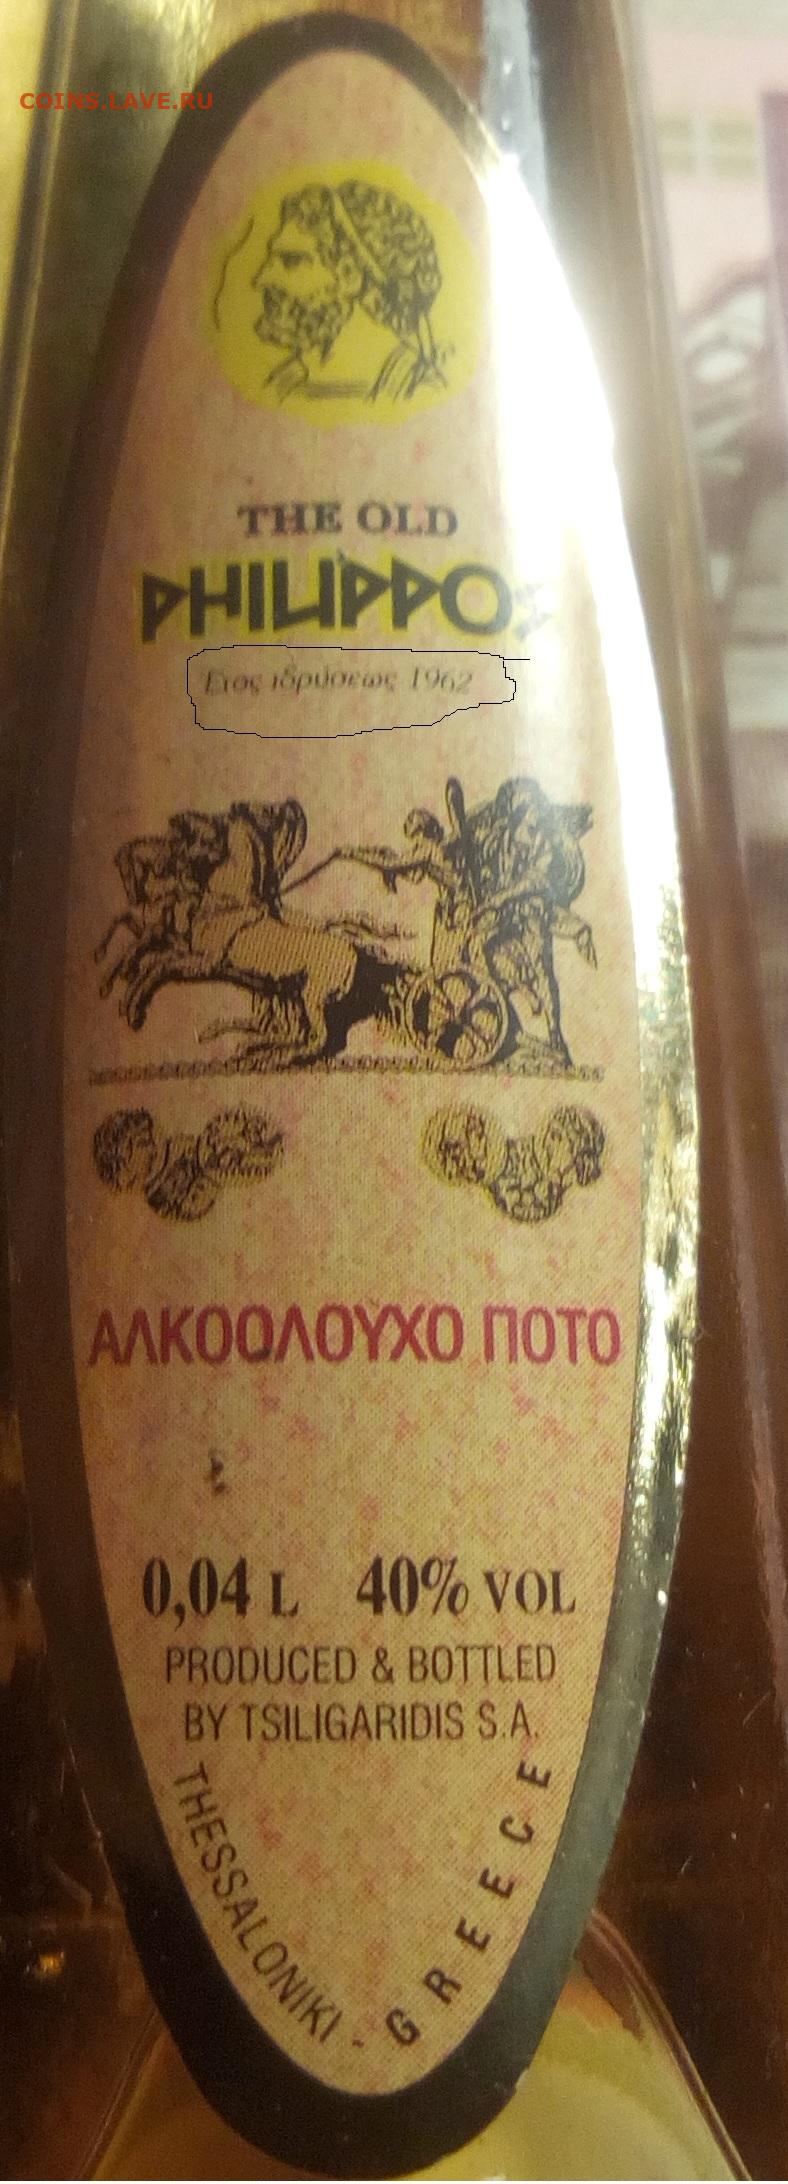 COINS.LAVE.RU
THE OLD
PHILIPPOS
Έτος ιδρύσεως 1962
ΑΛΚΟΟΛΟΥΧΟ ΠΟΤΟ
0,04 L 40% VOL
PRODUCED & BOTTLED
BY TSILIGARIDIS S.A.
THESSALONIKI - GREECE